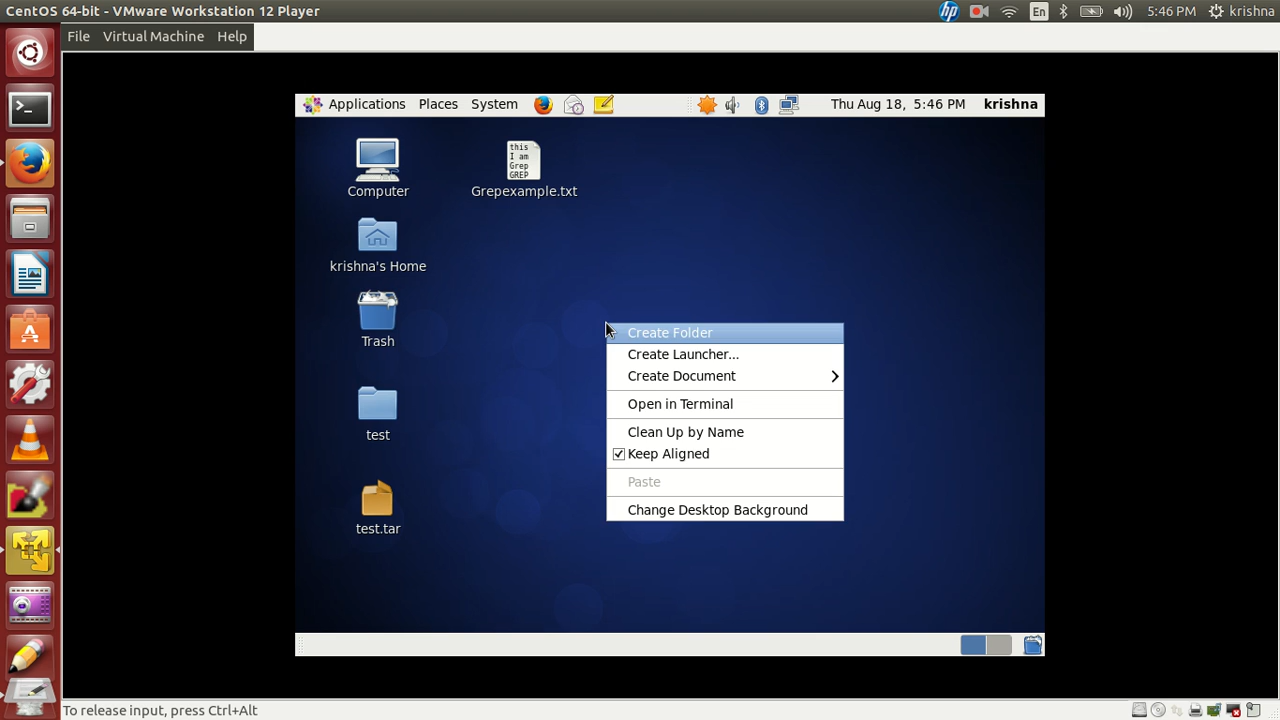 CentOS 64-bit - VMware Workstation 12 Player
En
5:46 PM
krishna
File Virtual Machine Help
Applications Places System
Thu Aug 18, 5:46 PM krishna
Computer
this
I am
Grep
GREP
Grepexample.txt
krishna's Home
Trash
test
test.tar
Create Folder
Create Launcher...
Create Document
Open in Terminal
Clean Up by Name
Keep Aligned
Paste
Change Desktop Background
To release input, press Ctrl+Alt